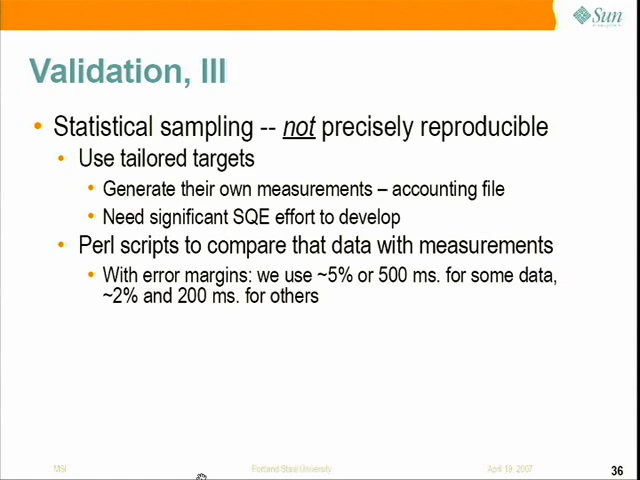 Sun
Validation, III
• Statistical sampling -- not precisely reproducible
• Use tailored targets
• Generate their own measurements – accounting file
• Need significant SQE effort to develop
• Perl scripts to compare that data with measurements
• With error margins: we use ~5% or 500 ms. for some data,
~2% and 200 ms. for others
MSI Portland State University April 19, 2007 36